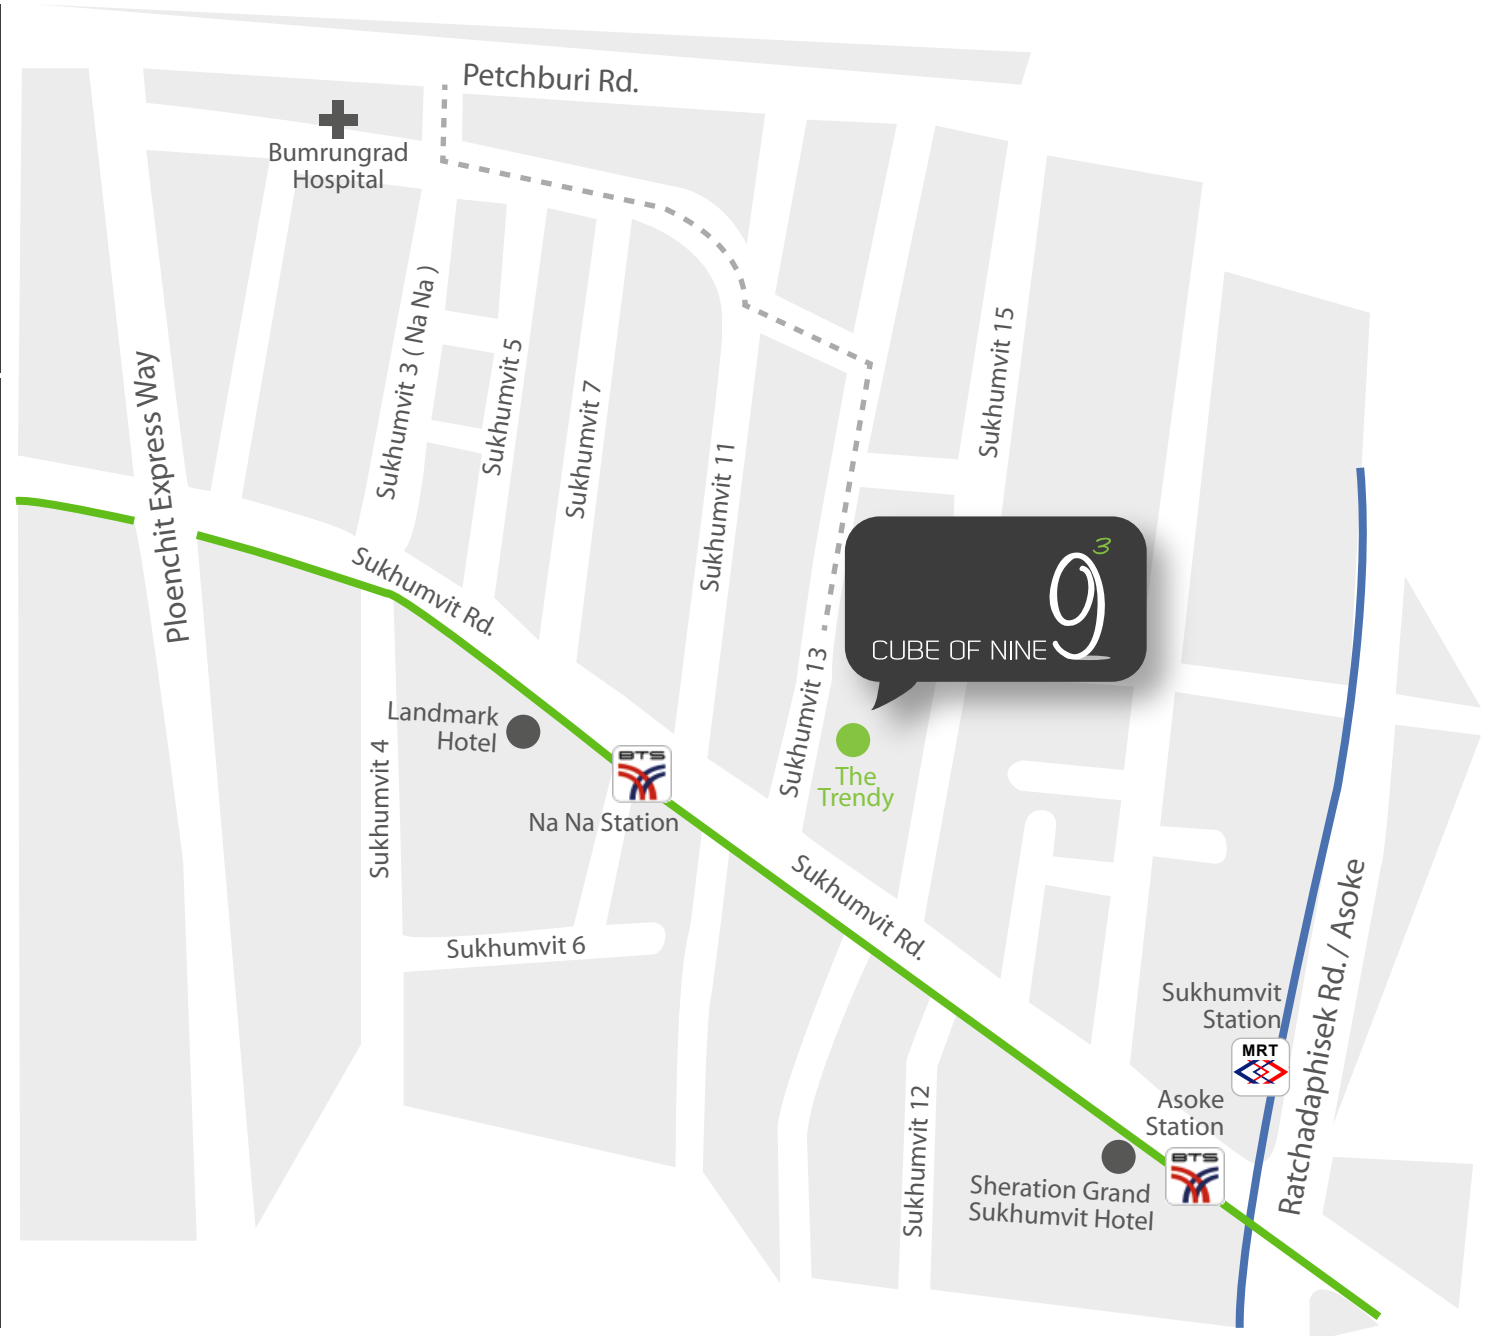 Petchburi Rd.
Bumrungrad
Hospital
Ploenchit Express Way
Sukhumvit 3 ( Na Na )
Sukhumvit 5
Sukhumvit 7
Sukhumvit 11
Sukhumvit 15
Sukhumvit Rd.
3
9
CUBE OF NINE
Sukhumvit 13
The
Trendy
Landmark
Hotel
Sukhumvit 4
BTS
Na Na Station
Sukhumvit 6
Sukhumvit Rd.
Ratchadaphisek Rd. / Asoke
Sukhumvit
Station
MRT
Asoke
Station
BTS
Sukhumvit 12
Sheration Grand
Sukhumvit Hotel